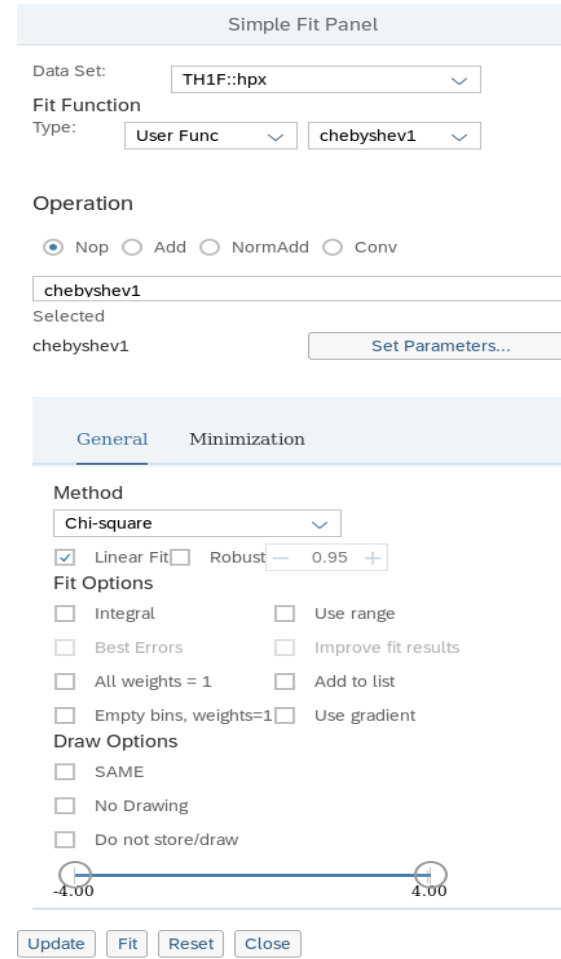 Simple Fit Panel
Data Set: TH1F::hpx
Fit Function
Type: User Func chebyshev1
Operation
Nop Add NormAdd Conv
chebyshev1
Selected
chebyshev1 Set Parameters...
General Minimization
Method
Chi-square
Linear Fit Robust — 0.95 +
Fit Options
Integral Use range
Best Errors Improve fit results
All weights = 1 Add to list
Empty bins, weights=1 Use gradient
Draw Options
SAME
No Drawing
Do not store/draw
-4.00 4.00
Update Fit Reset Close